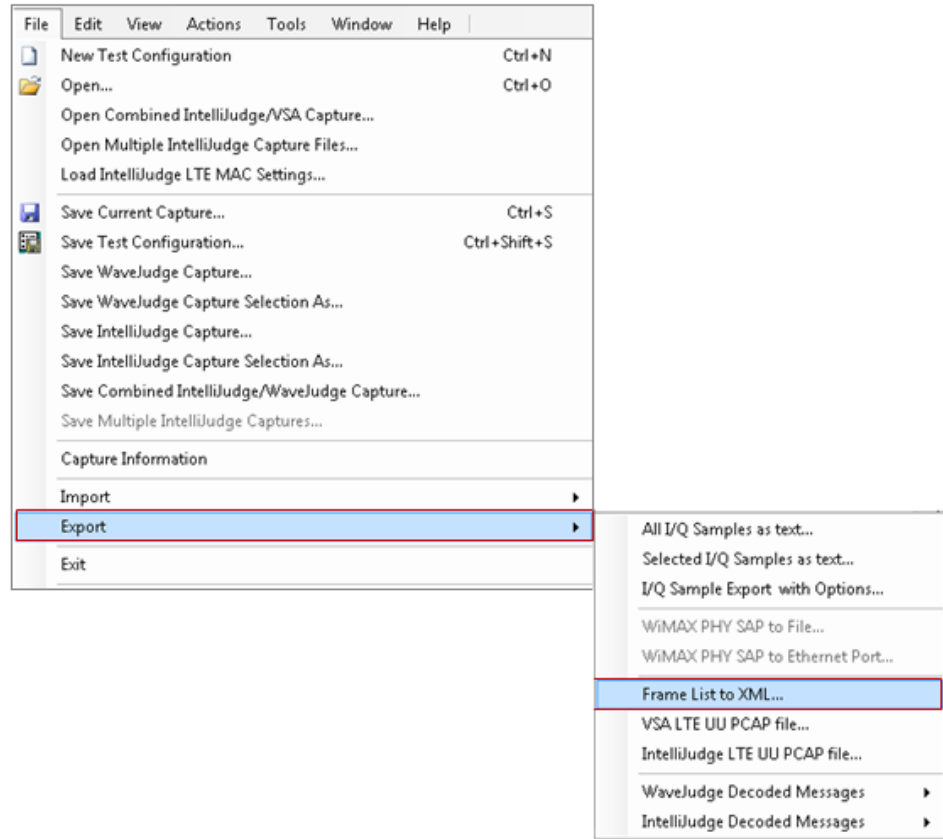 File Edit View Actions Tools Window Help
New Test Configuration Ctrl+N
Open... Ctrl+O
Open Combined IntelliJudge/VSA Capture...
Open Multiple IntelliJudge Capture Files...
Load IntelliJudge LTE MAC Settings...
Save Current Capture... Ctrl+S
Save Test Configuration... Ctrl+Shift+S
Save WaveJudge Capture...
Save WaveJudge Capture Selection As...
Save IntelliJudge Capture...
Save IntelliJudge Capture Selection As...
Save Combined IntelliJudge/WaveJudge Capture...
Save Multiple IntelliJudge Captures...
Capture Information
Import
Export
Exit
All I/Q Samples as text...
Selected I/Q Samples as text...
I/Q Sample Export with Options...
WiMAX PHY SAP to File...
WiMAX PHY SAP to Ethernet Port...
Frame List to XML...
VSA LTE UU PCAP file...
IntelliJudge LTE UU PCAP file...
WaveJudge Decoded Messages
IntelliJudge Decoded Messages